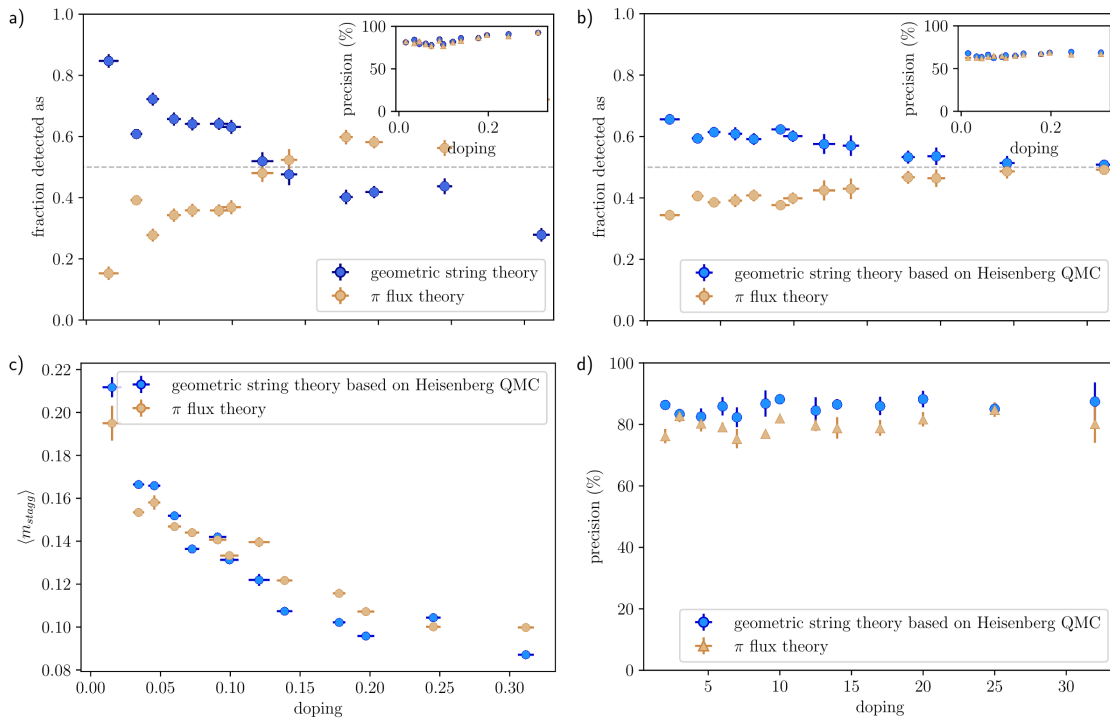 a)
fraction detected as
1.0
0.8
0.6
0.4
0.2
0.0
precision (%)
100
50
0
0.0
0.2
doping
geometric string theory
π flux theory
b)
fraction detected as
1.0
0.8
0.6
0.4
0.2
0.0
precision (%)
100
50
0
0.0
0.2
doping
geometric string theory based on Heisenberg QMC
π flux theory
c)
⟨m_stagg⟩
0.22
0.20
0.18
0.16
0.14
0.12
0.10
0.08
geometric string theory based on Heisenberg QMC
π flux theory
0.00
0.05
0.10
0.15
0.20
0.25
0.30
doping
d)
precision (%)
100
80
60
40
20
0
geometric string theory based on Heisenberg QMC
π flux theory
5
10
15
20
25
30
doping